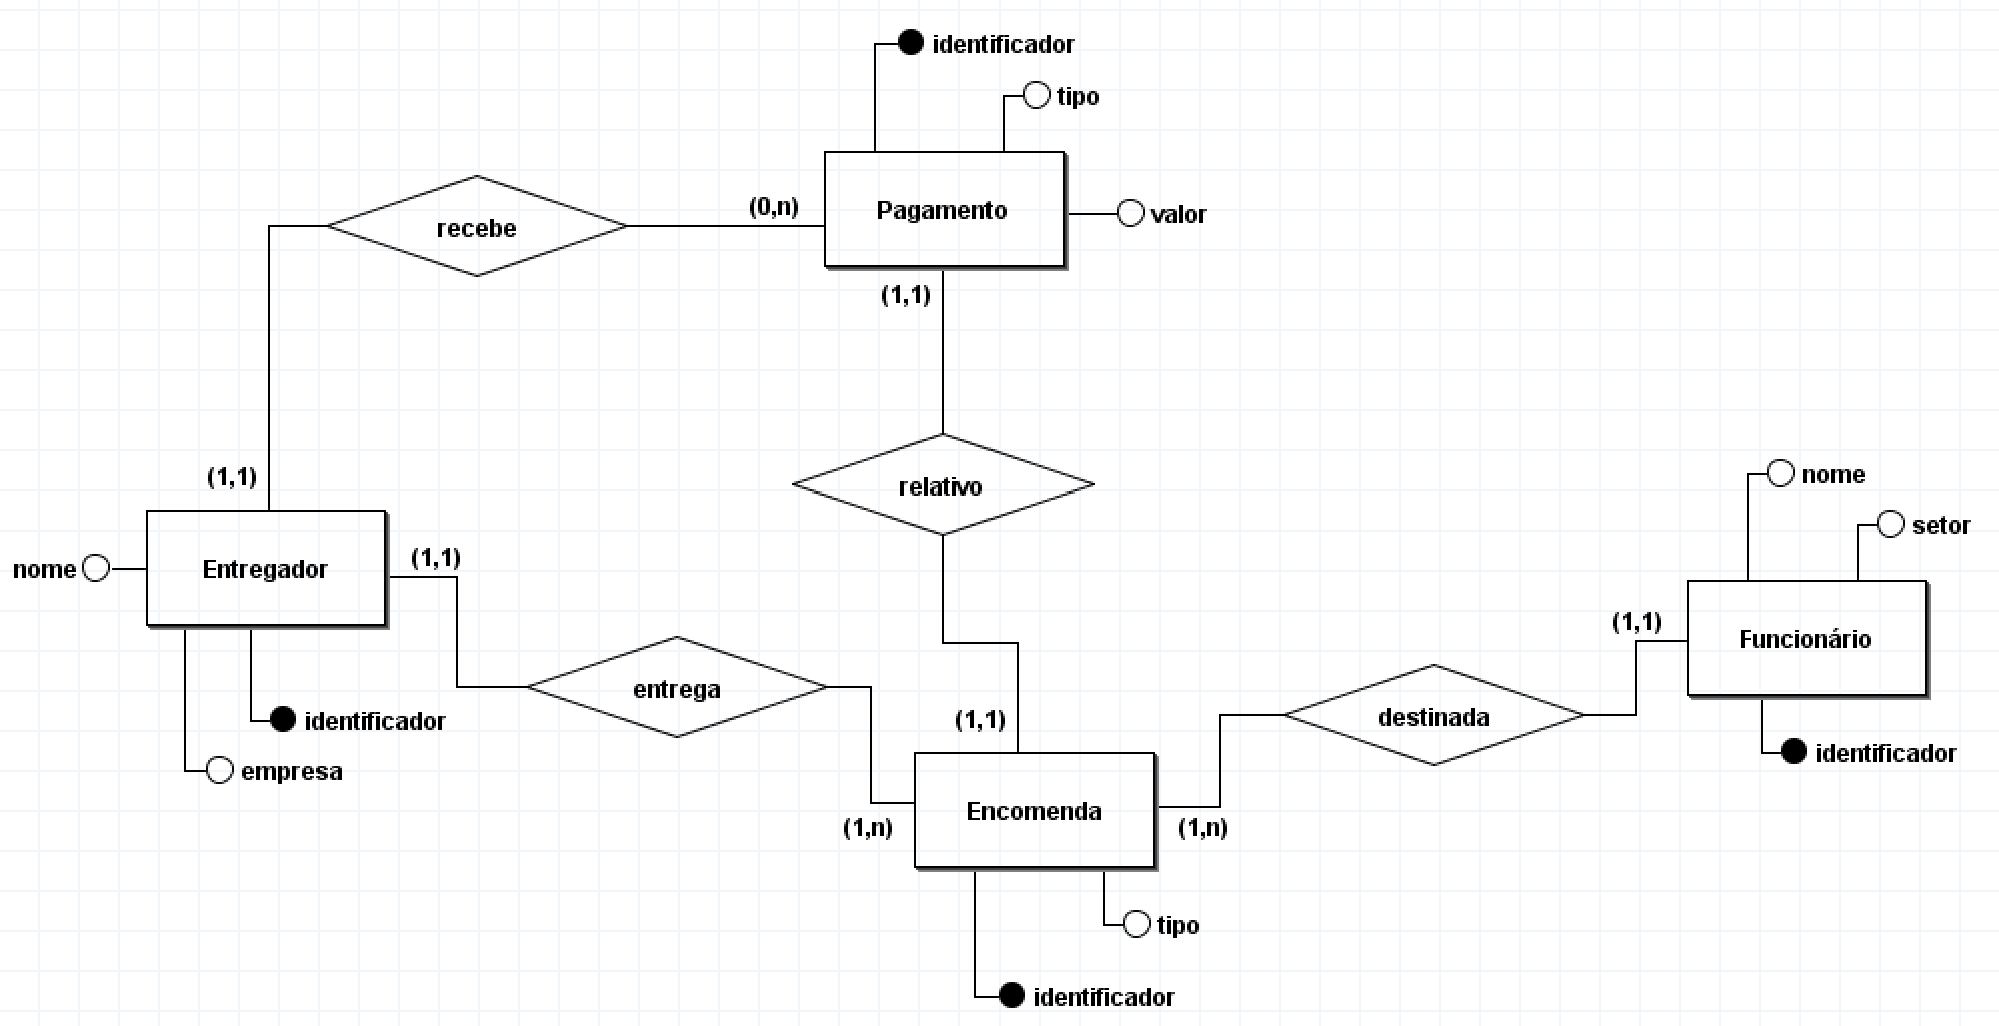 identificador
tipo
Pagamento
valor
recebe
(0,n)
(1,1)
(1,1)
relativo
nome
setor
nome
Entregador
(1,1)
(1,1)
Funcionário
entrega
destinada
identificador
(1,1)
identificador
empresa
Encomenda
(1,n)
(1,n)
tipo
identificador